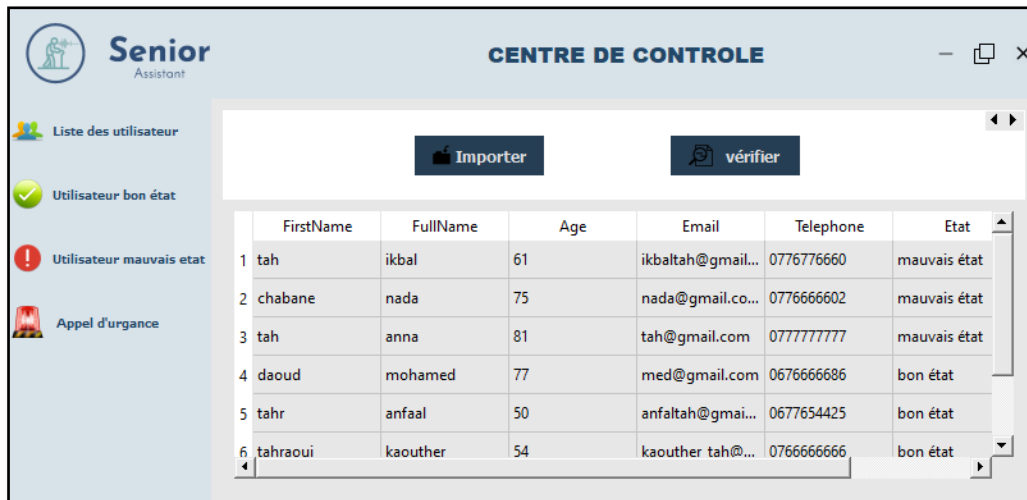 Senior
Assistant
CENTRE DE CONTROLE
Liste des utilisateur
Utilisateur bon état
Utilisateur mauvais etat
Appel d'urgance
Importer
vérifier
FirstName FullName Age Email Telephone Etat
1 tah ikbal 61 ikbaltah@gmail... 0776776660 mauvais état
2 chabane nada 75 nada@gmail.co... 0776666602 mauvais état
3 tah anna 81 tah@gmail.com 0777777777 mauvais état
4 daoud mohamed 77 med@gmail.com 0676666686 bon état
5 tahr anfaal 50 anfaltah@gmai... 0677654425 bon état
6 tahraoui kaouther 54 kaouther tah@... 0766666666 bon état